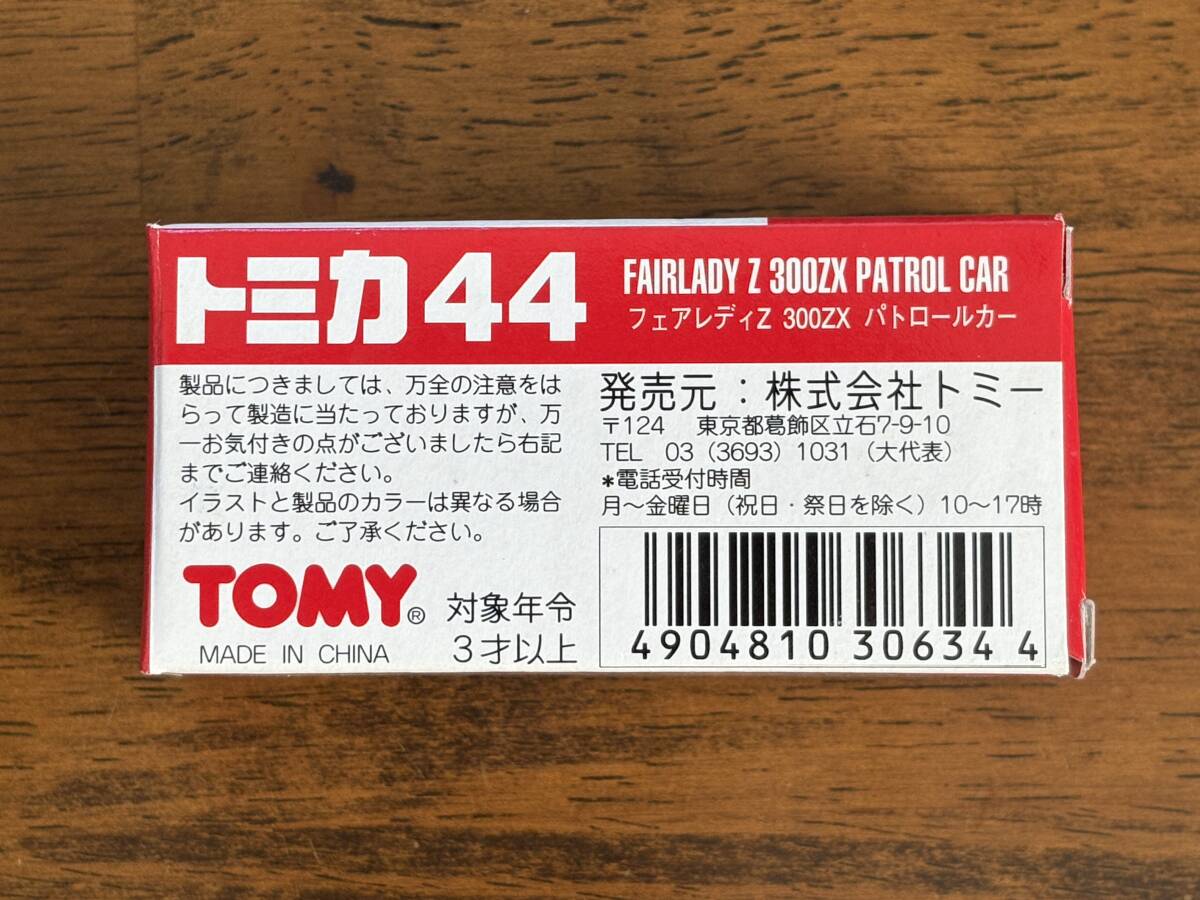 トミカ44
FAIRLADY Z 300ZX PATROL CAR
フェアレディZ 300ZX パトロールカー
製品につきましては、万全の注意をは
らって製造に当たっておりますが、万
一お気付きの点がございましたら右記
までご連絡ください。
イラストと製品のカラーは異なる場合
があります。ご了承ください。
TOMY®
MADE IN CHINA
対象年令
3才以上
発売元：株式会社トミー
〒124 東京都葛飾区立石7-9-10
TEL 03（3693）1031（大代表）
*電話受付時間
月～金曜日（祝日・祭日を除く）10～17時
4904810 30634 4